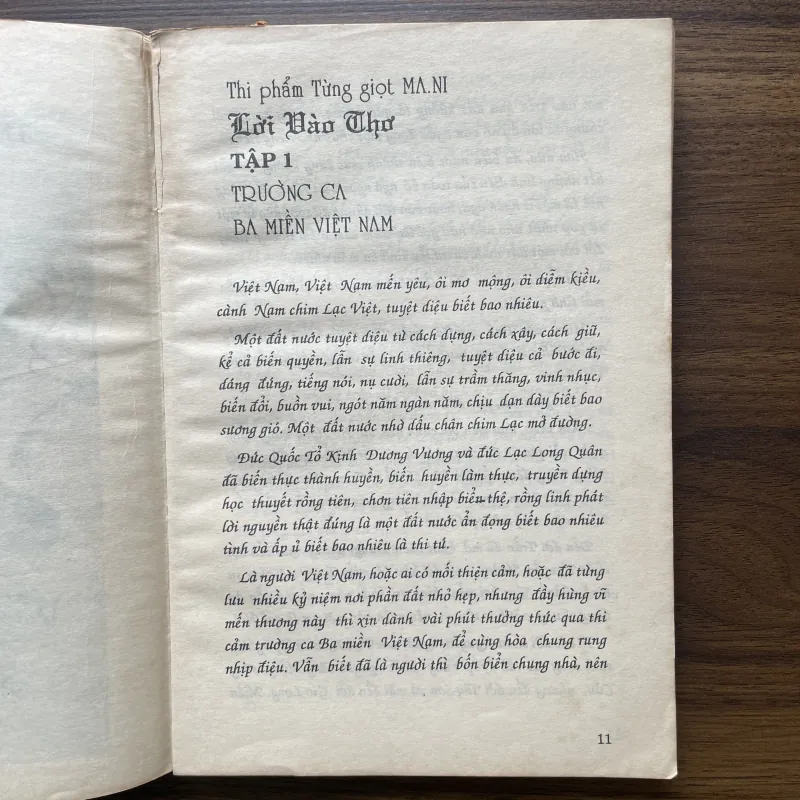 Thi phẩm Từng giọt MA.NI
Lời Vào Thơ
TẬP 1
TRƯỜNG CA
BA MIỀN VIỆT NAM
Việt Nam, Việt Nam mến yêu, ôi mơ mộng, ôi diễm kiều,
cành Nam chim Lạc Việt, tuyệt diệu biết bao nhiêu.
Một đất nước tuyệt diệu từ cách dựng, cách xây, cách giữ,
kể cả biến quyền, lẫn sự linh thiêng, tuyệt diệu cả bước đi,
dáng đứng, tiếng nói, nụ cười, lẫn sự trầm thăng, vinh nhục,
biến đổi, buồn vui, ngót năm ngàn năm, chịu dạn dày biết bao
sương gió. Một đất nước nhờ dấu chân chim Lạc mở đường.
Đức Quốc Tổ Kinh Dương Vương và đức Lạc Long Quân
đã biến thực thành huyền, biến huyền làm thực, truyền dựng
học thuyết rồng tiên, chơn tiên nhập biển thệ, rồng linh phát
lời nguyền thật đúng là một đất nước ẩn đọng biết bao nhiêu
tình và ấp ủ biết bao nhiêu là thi tứ.
Là người Việt Nam, hoặc ai có mối thiện cảm, hoặc đã từng
lưu nhiều kỷ niệm nơi phần đất nhỏ hẹp, nhưng đầy hùng vĩ
mến thương này thì xin dành vài phút thưởng thức qua thi
cảm trường ca Ba miền Việt Nam, để cùng hòa chung rung
nhịp điệu. Vẫn biết đã là người thì bốn biển chung nhà, nên
11